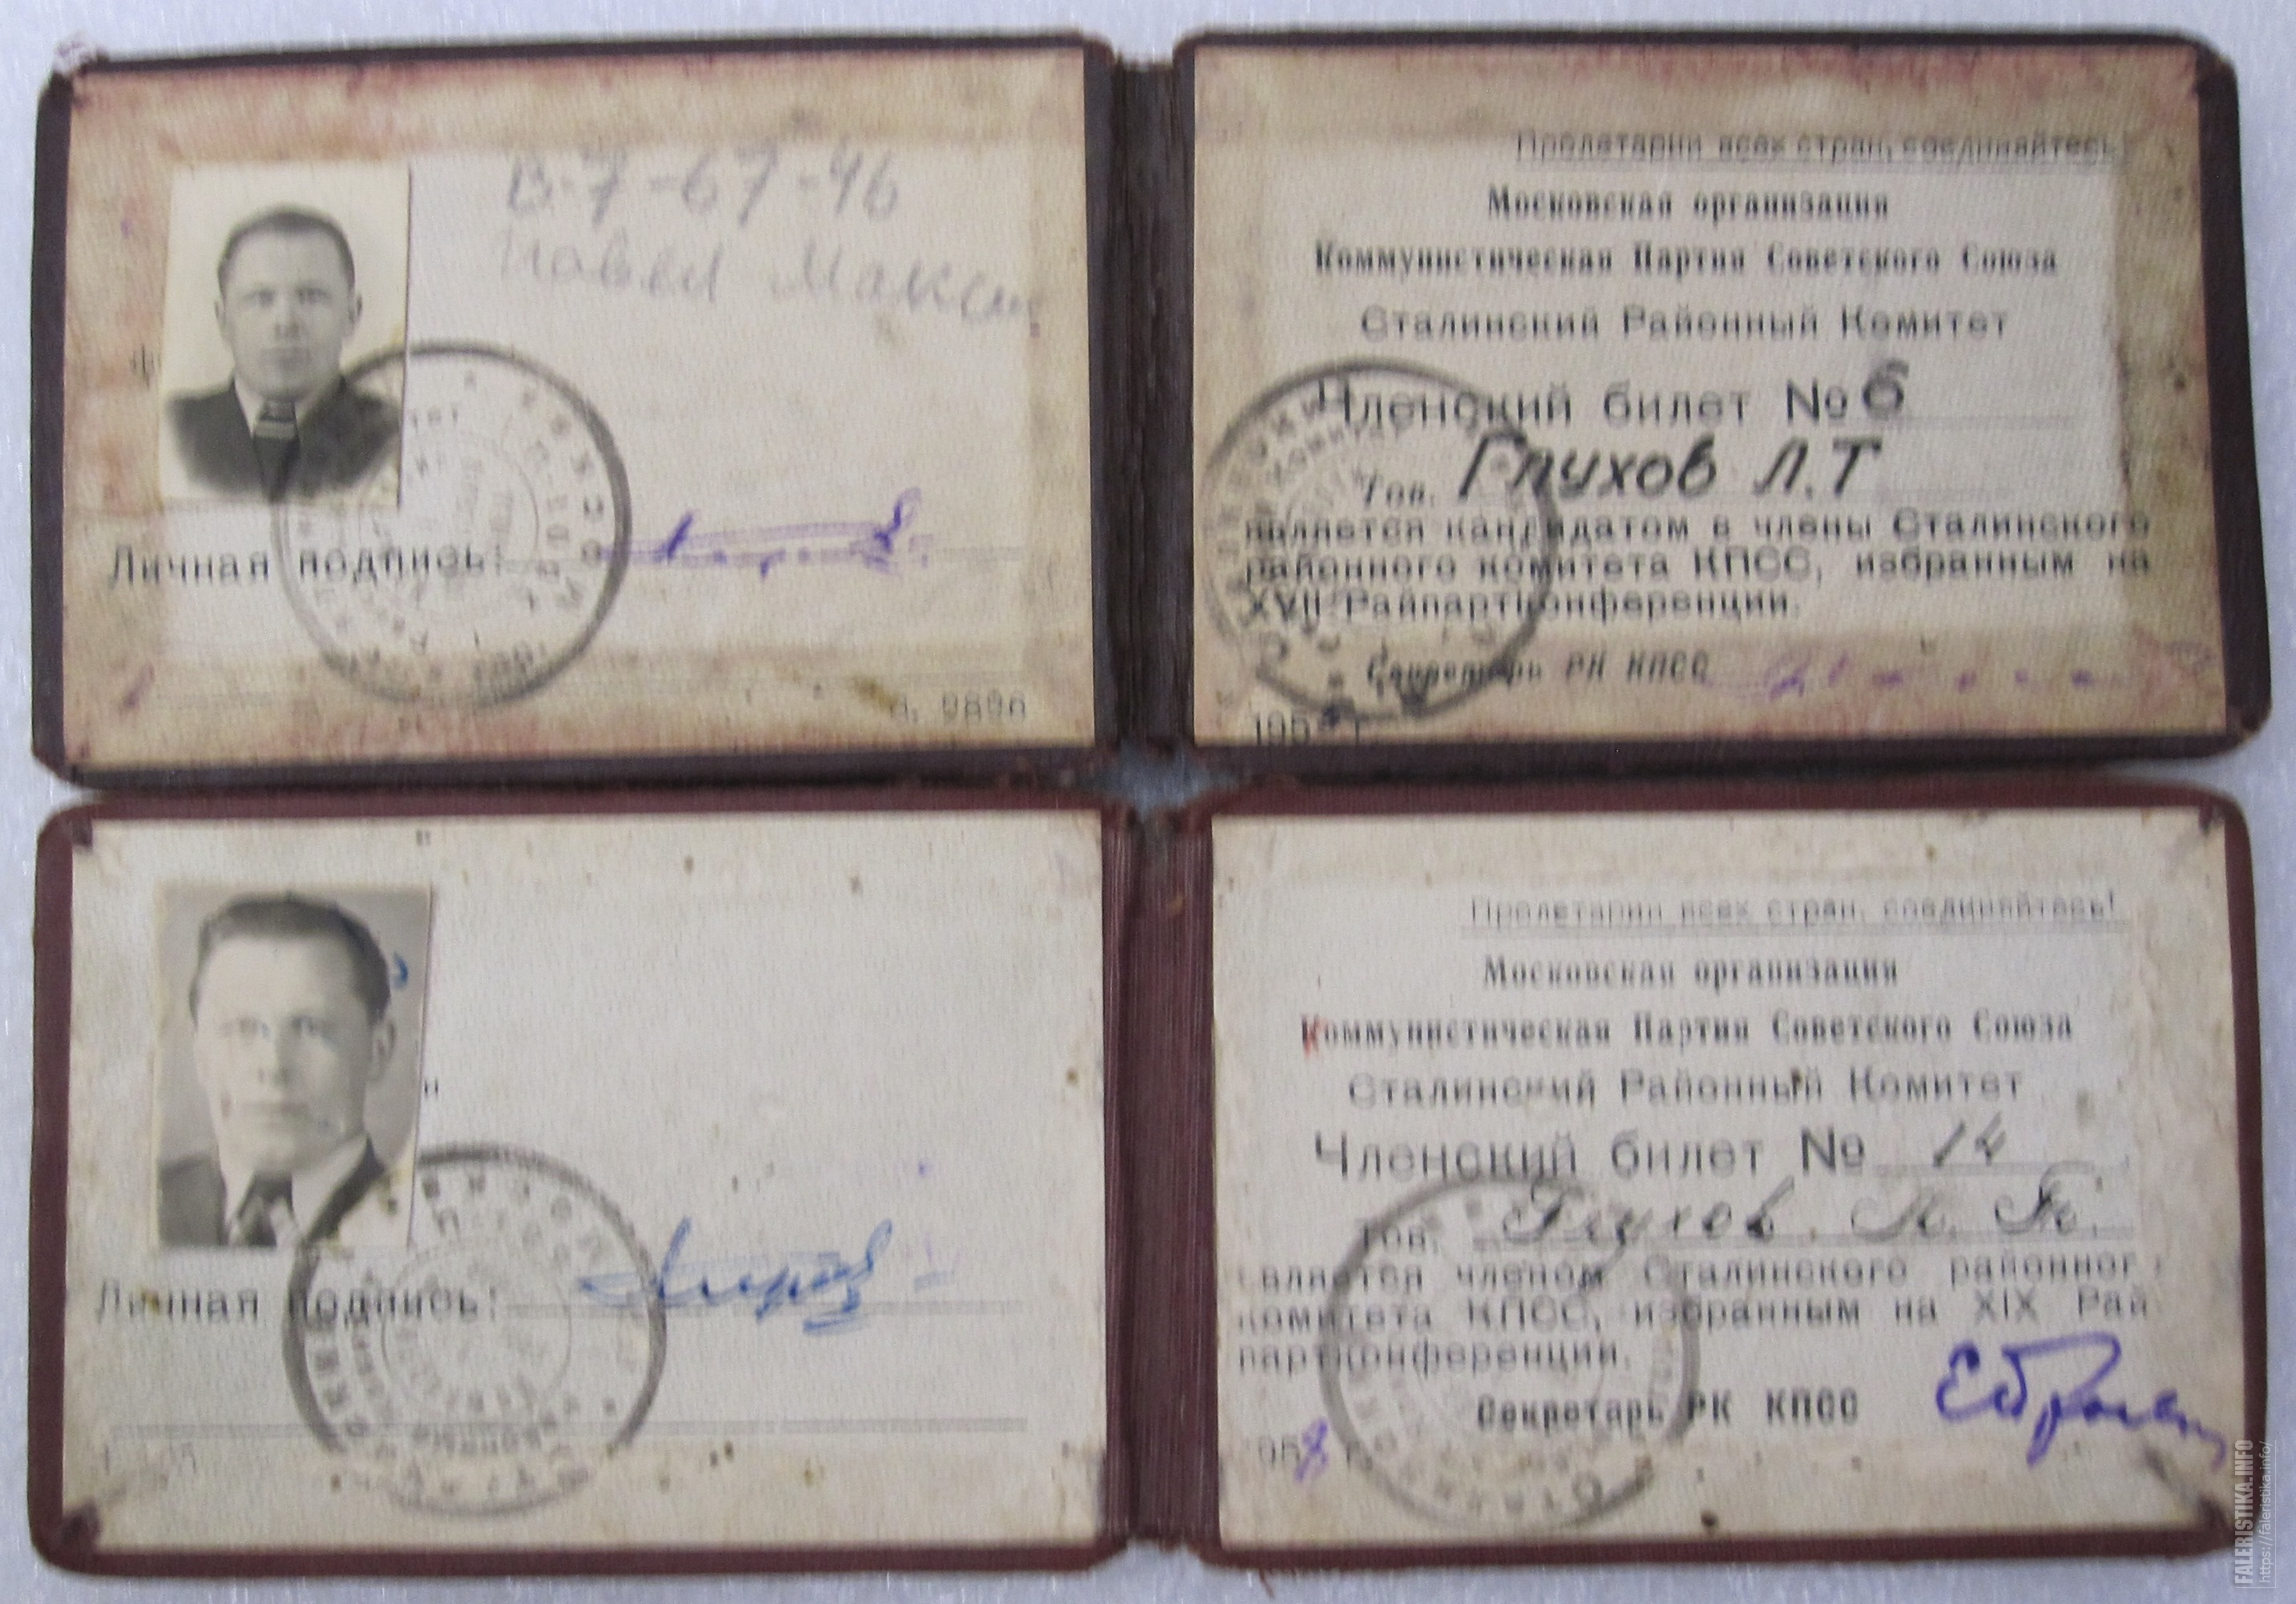 В-7-67-46
Павел Макс
Личная подпись:
Пролетарии всех стран, соединяйтесь
Московская организация
Коммунистическая Партия Советского Союза
Сталинский Районный Комитет
Членский билет № 6
Тов. Глухов Л.Т
является кандидатом в члены Сталинского
районного комитета КПСС, избранным на
XVII Райпартконференции.
Секретарь РК КПСС
Личная подпись:
Пролетарии всех стран, соединяйтесь!
Московская организация
Коммунистическая Партия Советского Союза
Сталинский Районный Комитет
Членский билет № 14
Тов. Глухов Л. Т.
является членом Сталинского районног
комитета КПСС, избранным на XIX Рай
партконференции.
Секретарь РК КПСС
1958 г.
FALERISTIKA.INFO
https://faleristika.info/